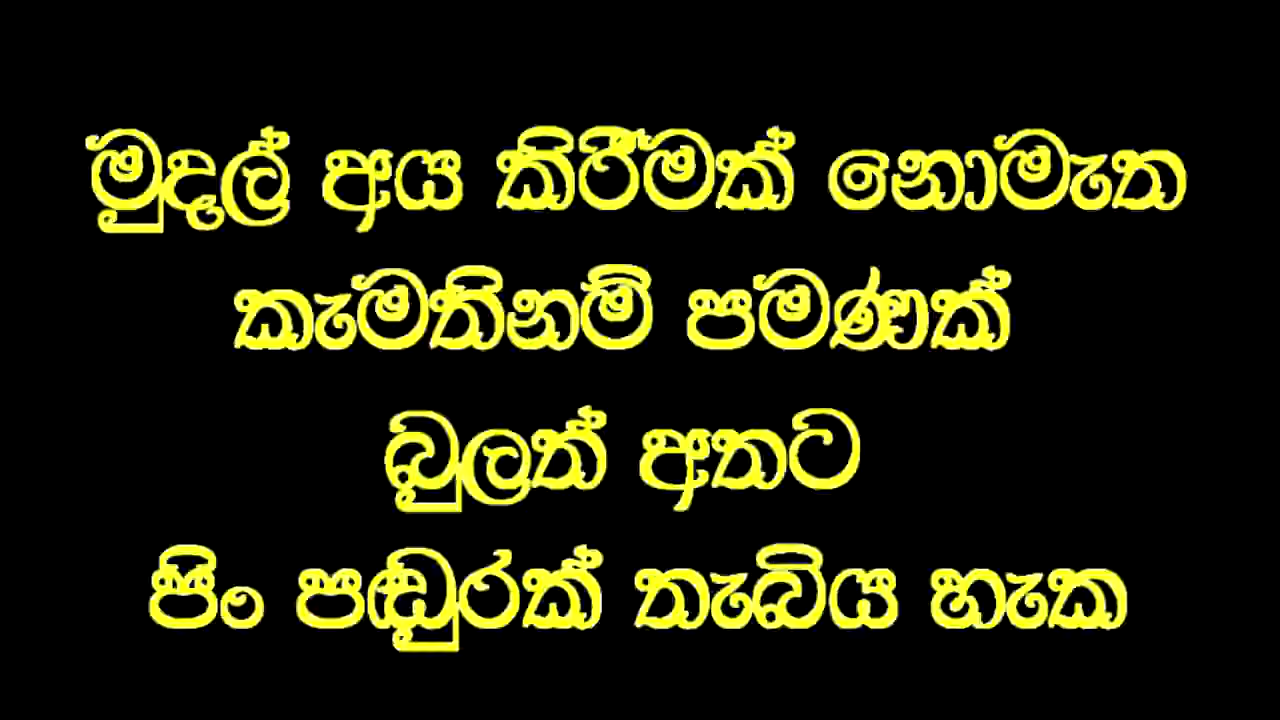 මුදල් අය කිරීමක් නොමැත
කැමතිනම් පමණක්
බුලත් අතට
පිං පඬුරක් තැබිය හැක